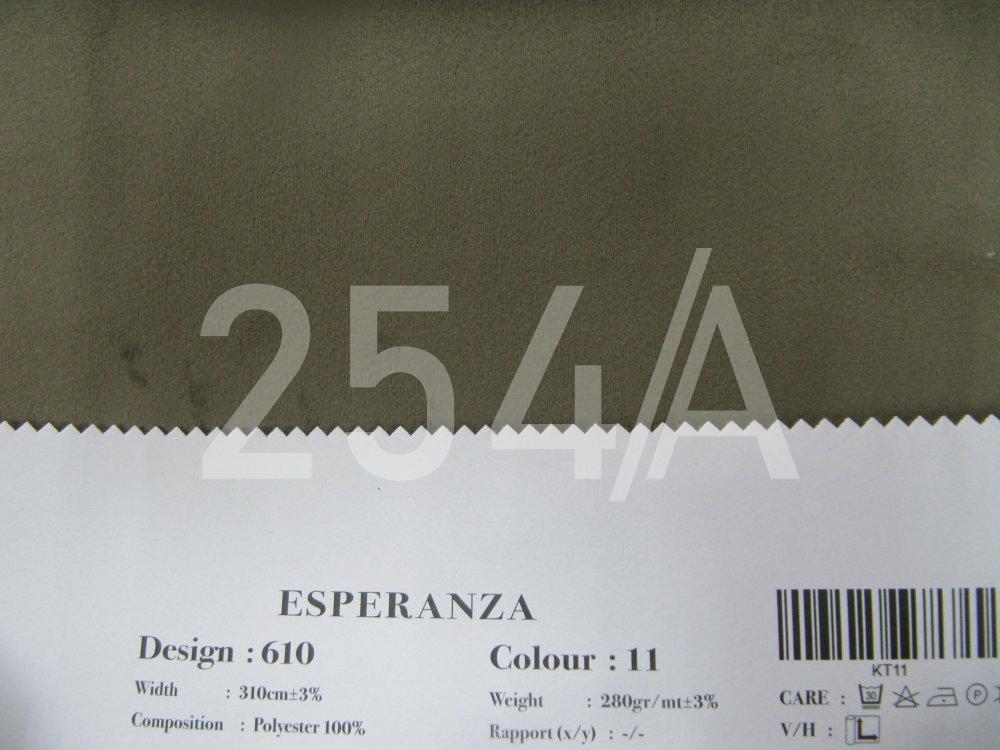 254/A
ESPERANZA
Design : 610
Colour : 11
Width : 310cm±3%
Weight : 280gr/mt±3%
Composition : Polyester 100%
Rapport (x/y) : -/-
KT11
CARE : 30 P
V/H :